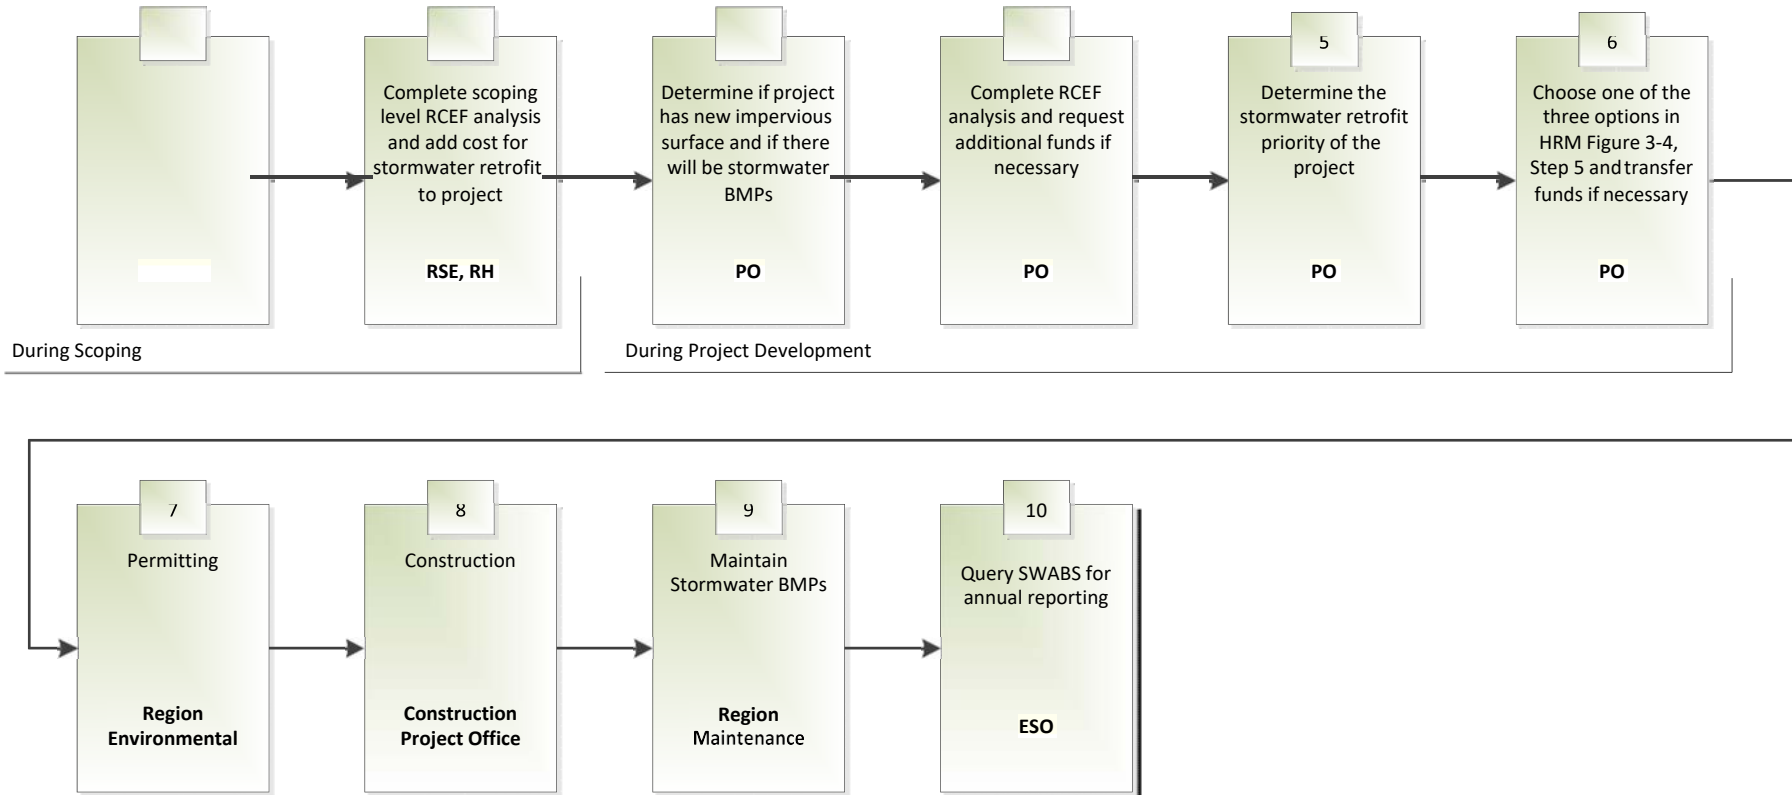 Complete scoping
level RCEF analysis
and add cost for
stormwater retrofit
to project
RSE, RH
Determine if project
has new impervious
surface and if there
will be stormwater
BMPs
PO
Complete RCEF
analysis and request
additional funds if
necessary
PO
5
Determine the
stormwater retrofit
priority of the
project
PO
6
Choose one of the
three options in
HRM Figure 3-4,
Step 5 and transfer
funds if necessary
PO
During Scoping
During Project Development
7
Permitting
Region
Environmental
8
Construction
Construction
Project Office
9
Maintain
Stormwater BMPs
Region
Maintenance
10
Query SWABS for
annual reporting
ESO